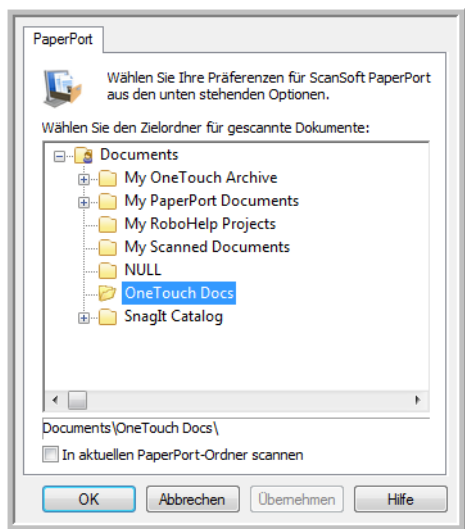 PaperPort
Wählen Sie Ihre Präferenzen für ScanSoft PaperPort
aus den unten stehenden Optionen.
Wählen Sie den Zielordner für gescannte Dokumente:
Documents
My OneTouch Archive
My PaperPort Documents
My RoboHelp Projects
My Scanned Documents
NULL
OneTouch Docs
SnagIt Catalog
Documents\OneTouch Docs\
In aktuellen PaperPort-Ordner scannen
OK Abbrechen Übernehmen Hilfe